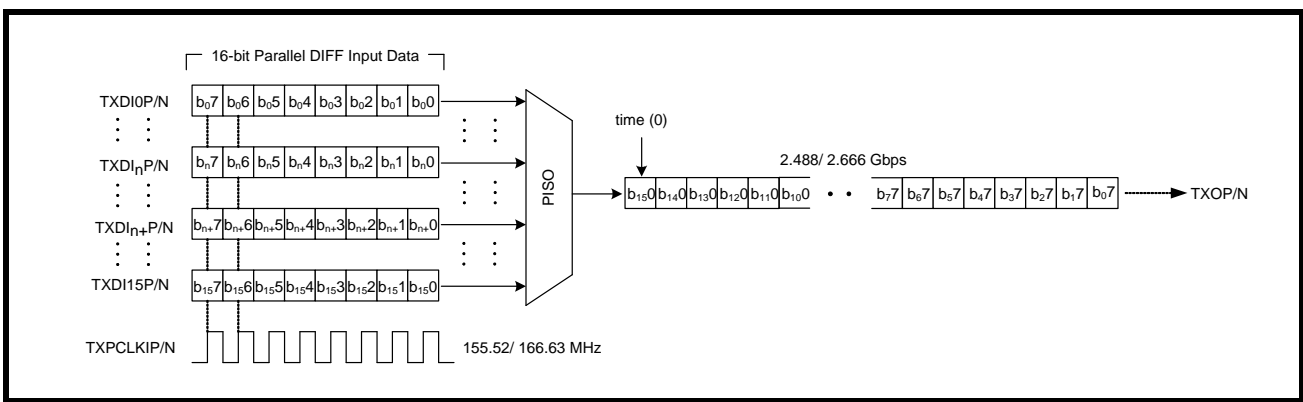 16-bit Parallel DIFF Input Data
TXDI0P/N
b07 b06 b05 b04 b03 b02 b01 b00
time (0)
TXDInP/N
bn7 bn6 bn5 bn4 bn3 bn2 bn1 bn0
2.488/ 2.666 Gbps
PISO
b150 b140 b130 b120 b110 b100 b77 b67 b57 b47 b37 b27 b17 b07
TXOP/N
TXDIn+P/N
bn+7 bn+6 bn+5 bn+4 bn+3 bn+2 bn+1 bn+0
TXDI15P/N
b157 b156 b155 b154 b153 b152 b151 b150
TXPCLKIP/N
155.52/ 166.63 MHz